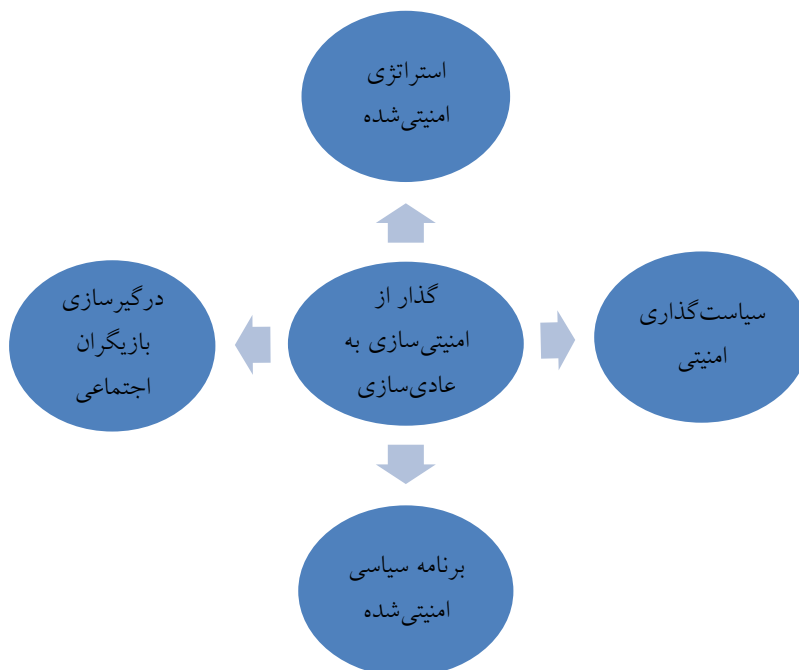 استراتژی
امنیتی‌شده
سیاست‌گذاری
امنیتی
گذار از
امنیتی‌سازی به
عادی‌سازی
درگیرسازی
بازیگران
اجتماعی
برنامه سیاسی
امنیتی‌شده